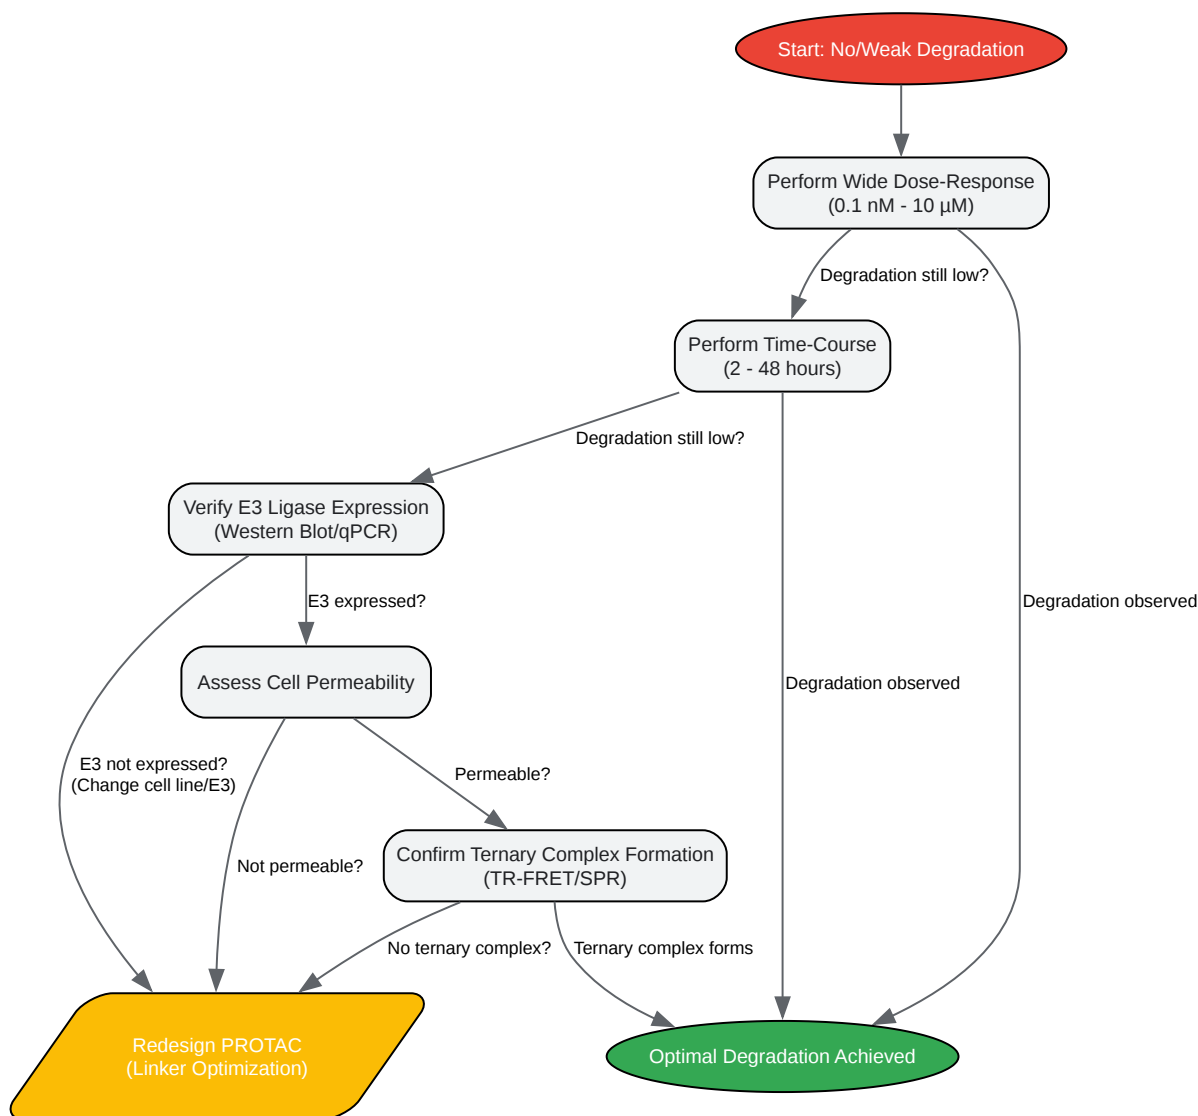 Start: No/Weak Degradation
Perform Wide Dose-Response
(0.1 nM - 10 µM)
Degradation still low?
Perform Time-Course
(2 - 48 hours)
Degradation still low?
Verify E3 Ligase Expression
(Western Blot/qPCR)
E3 expressed?
Degradation observed
Assess Cell Permeability
Degradation observed
E3 not expressed?
(Change cell line/E3)
Permeable?
Not permeable?
Confirm Ternary Complex Formation
(TR-FRET/SPR)
No ternary complex?
Ternary complex forms
Redesign PROTAC
(Linker Optimization)
Optimal Degradation Achieved